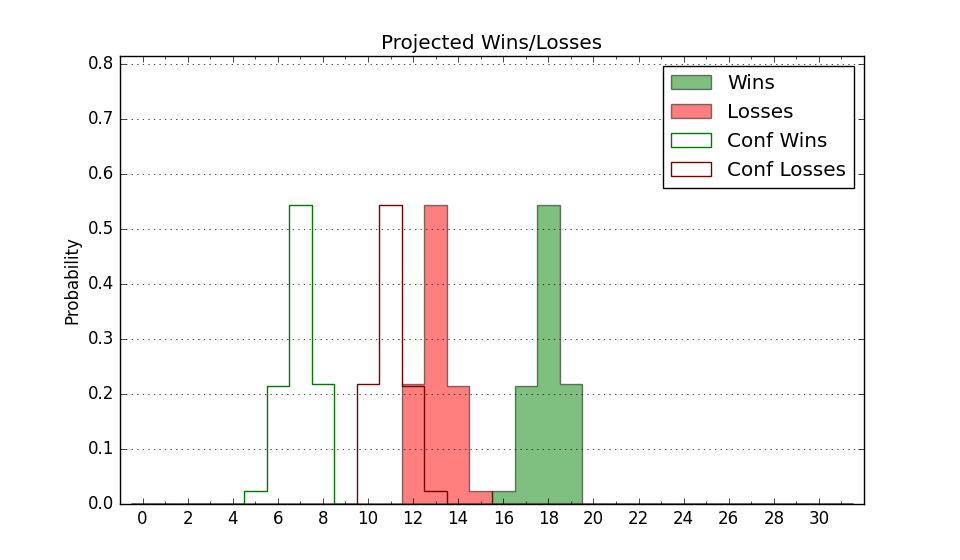 Projected Wins/Losses
0.8
0.7
0.6
0.5
0.4
0.3
0.2
0.1
0.0
Probability
Wins
Losses
Conf Wins
Conf Losses
0 2 4 6 8 10 12 14 16 18 20 22 24 26 28 30